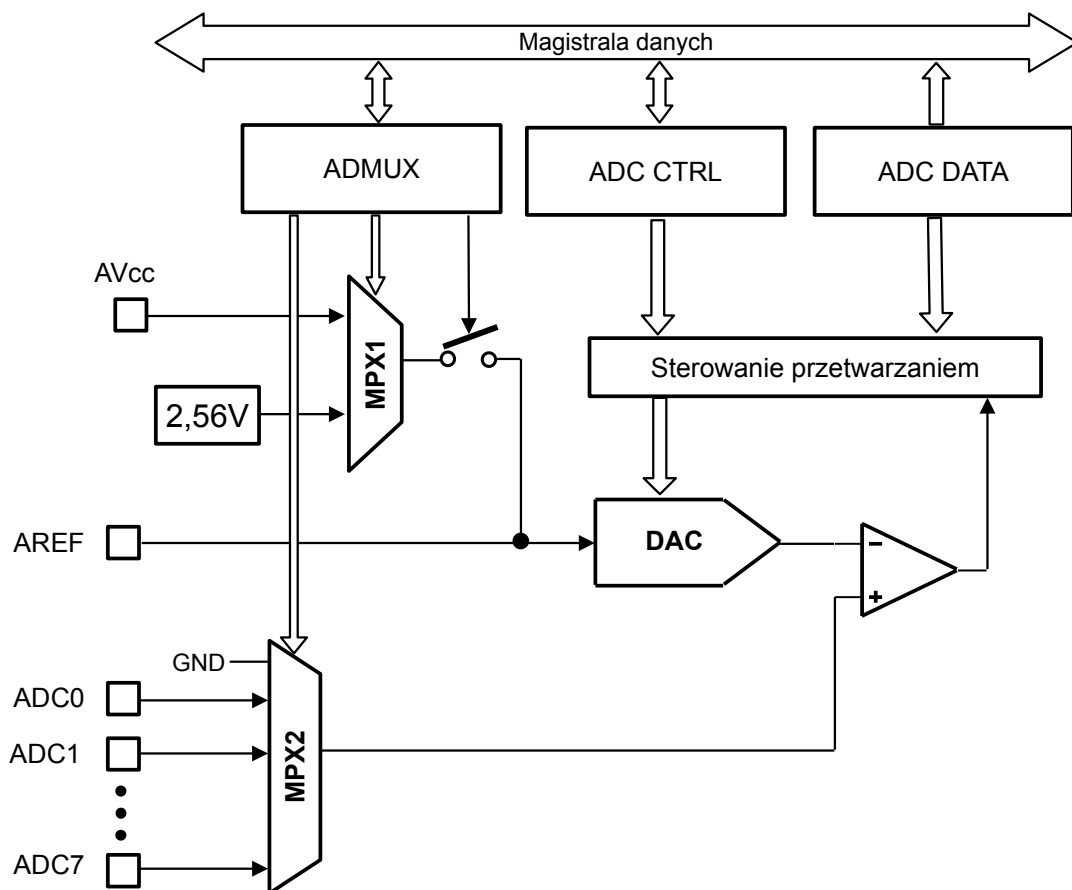 Magistrala danych
ADMUX
ADC CTRL
ADC DATA
AVcc
MPX1
Sterowanie przetwarzaniem
2,56V
AREF
DAC
-
+
GND
ADC0
ADC1
MPX2
ADC7